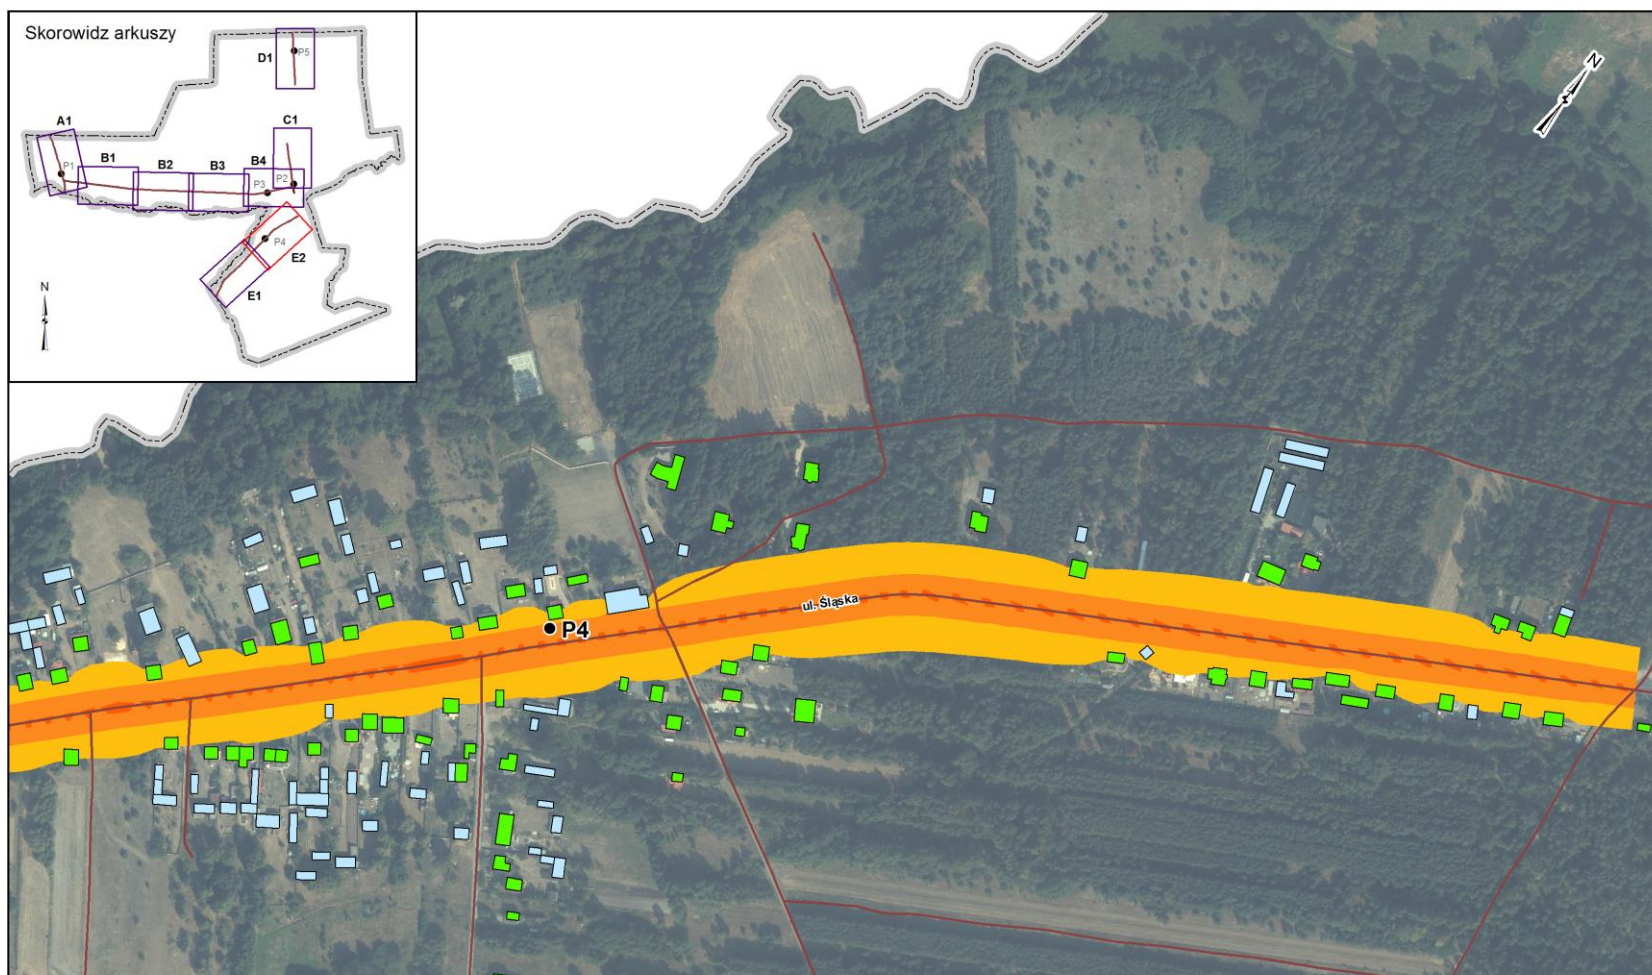 Skorowidz arkuszy
D1
P5
A1
C1
P1
B1
B2
B3
B4
P3
P2
P4
E2
E1
N
N
ul. Śląska
P4